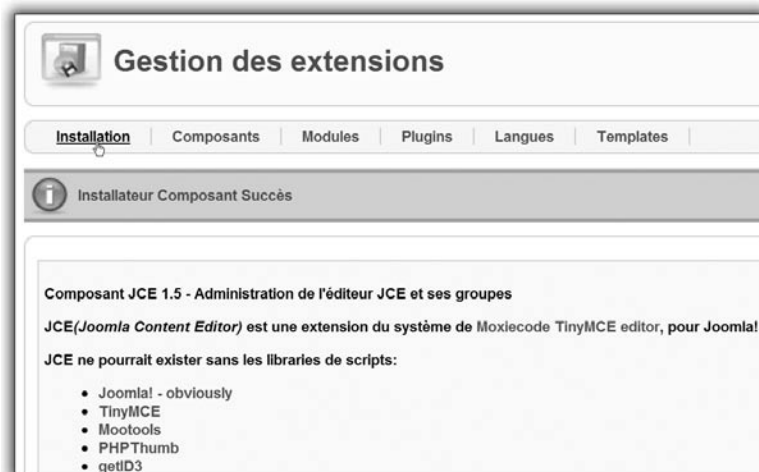 Gestion des extensions
Installation Composants Modules Plugins Langues Templates
Installateur Composant Succès
Composant JCE 1.5 - Administration de l'éditeur JCE et ses groupes
JCE(Joomla Content Editor) est une extension du système de Moxiecode TinyMCE editor, pour Joomla!
JCE ne pourrait exister sans les libraries de scripts:
• Joomla! - obviously
• TinyMCE
• Mootools
• PHPThumb
• getID3